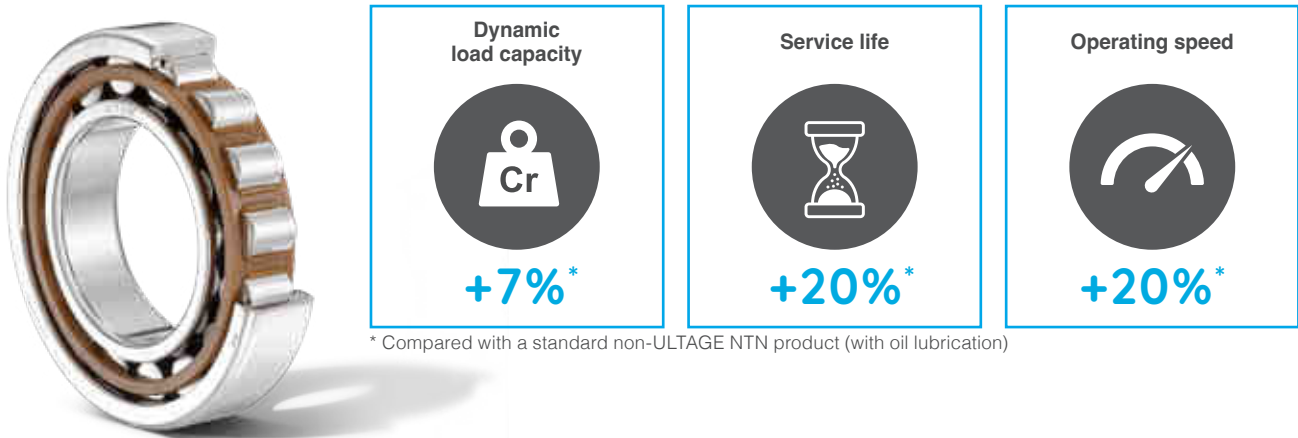 Dynamic
load capacity
Cr
+7%*
Service life
+20%*
Operating speed
+20%*
* Compared with a standard non-ULTAGE NTN product (with oil lubrication)